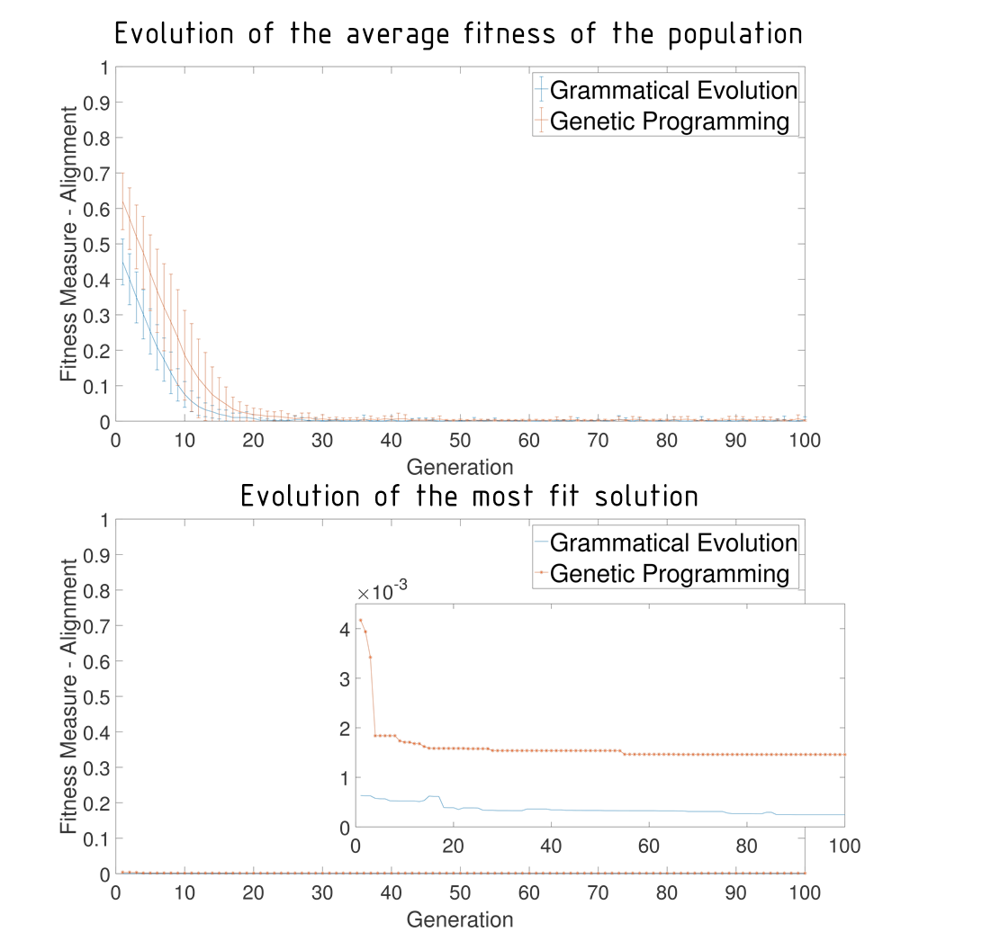 Evolution of the average fitness of the population
1
0.9
0.8
0.7
0.6
0.5
0.4
0.3
0.2
0.1
0
Fitness Measure - Alignment
Grammatical Evolution
Genetic Programming
0 10 20 30 40 50 60 70 80 90 100
Generation
Evolution of the most fit solution
1
0.9
0.8
0.7
0.6
0.5
0.4
0.3
0.2
0.1
0
Fitness Measure - Alignment
Grammatical Evolution
Genetic Programming
×10-3
4
3
2
1
0
0 20 40 60 80 100
0 10 20 30 40 50 60 70 80 90 100
Generation